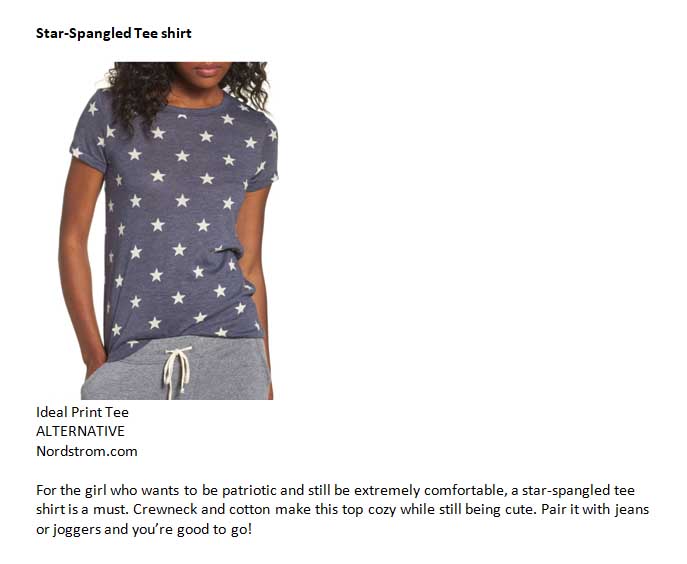 Star-Spangled Tee shirt
Ideal Print Tee
ALTERNATIVE
Nordstrom.com
For the girl who wants to be patriotic and still be extremely comfortable, a star-spangled tee
shirt is a must. Crewneck and cotton make this top cozy while still being cute. Pair it with jeans
or joggers and you’re good to go!